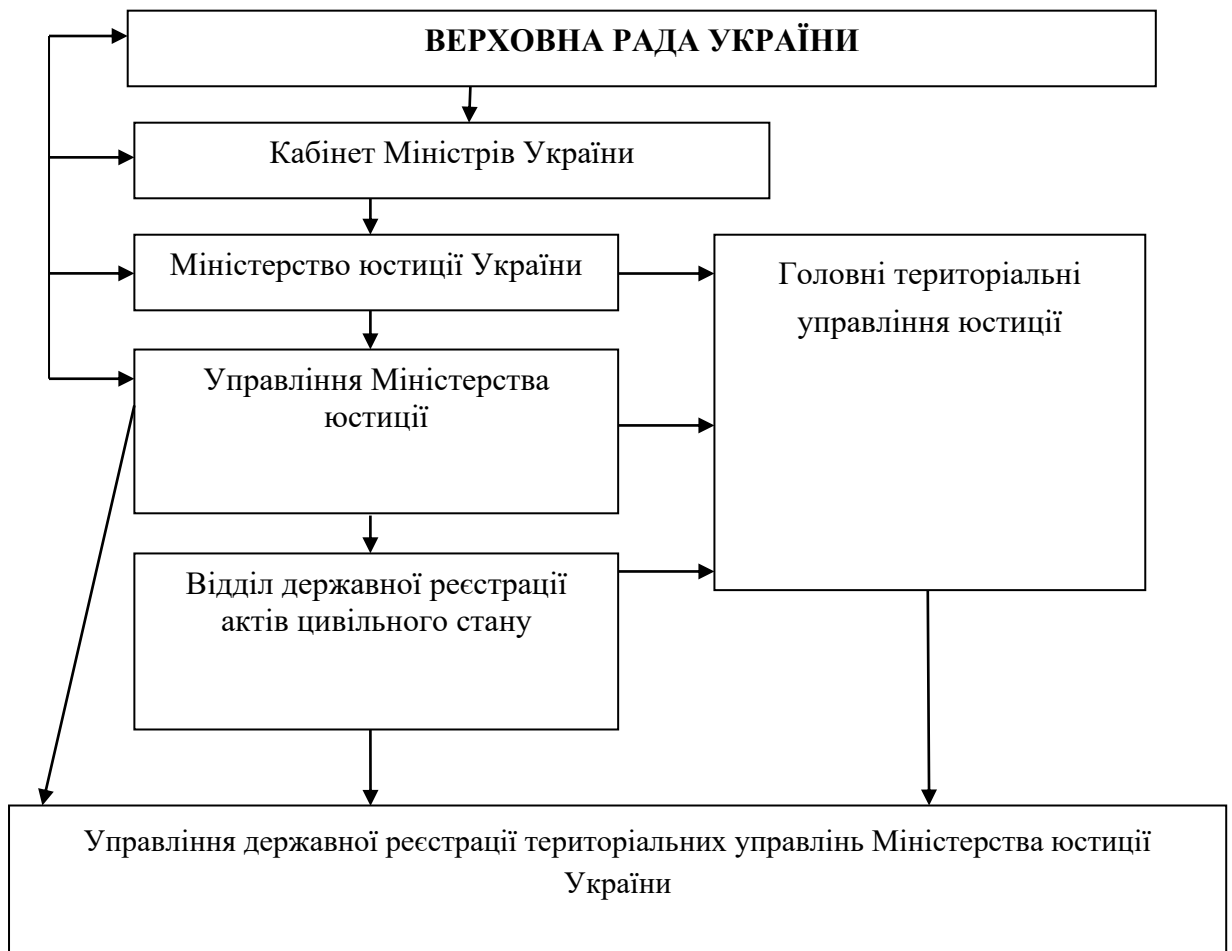 ВЕРХОВНА РАДА УКРАЇНИ
Кабінет Міністрів України
Міністерство юстиції України
Головні територіальні
управління юстиції
Управління Міністерства
юстиції
Відділ державної реєстрації
актів цивільного стану
Управління державної реєстрації територіальних управлінь Міністерства юстиції
України